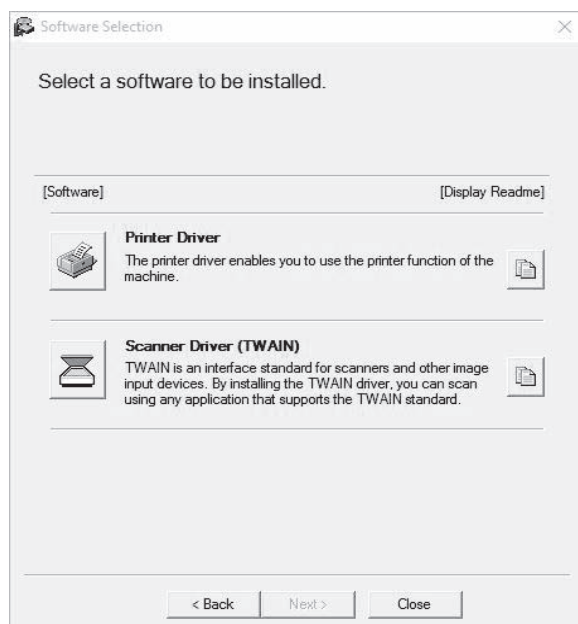 Software Selection
Select a software to be installed.
[Software] [Display Readme]
Printer Driver
The printer driver enables you to use the printer function of the
machine.
Scanner Driver (TWAIN)
TWAIN is an interface standard for scanners and other image
input devices. By installing the TWAIN driver, you can scan
using any application that supports the TWAIN standard.
< Back Next > Close